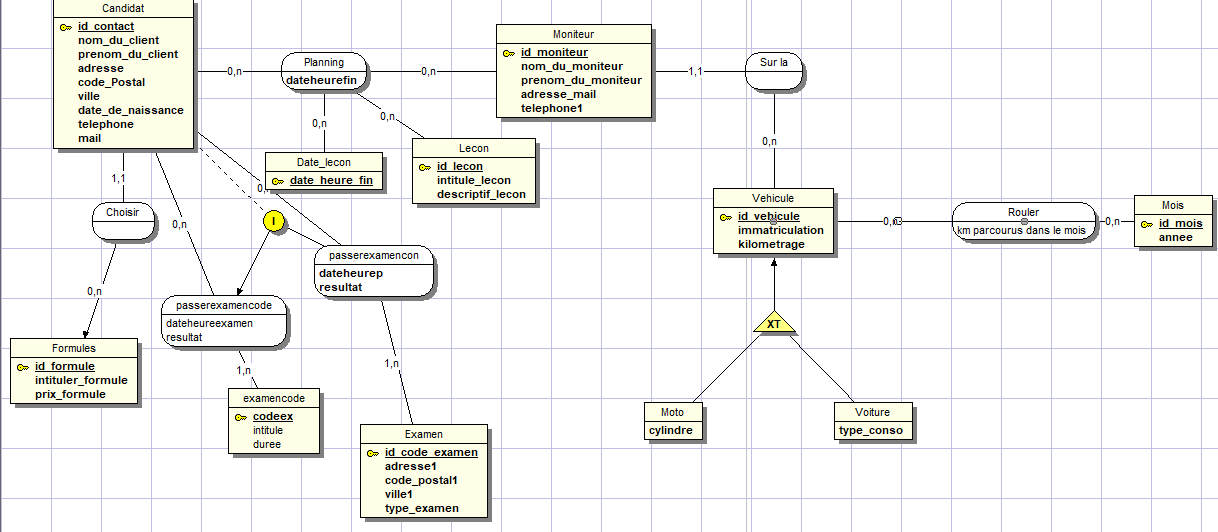 Candidat
id_contact
nom_du_client
prenom_du_client
adresse
code_Postal
ville
date_de_naissance
telephone
mail
0,n
Planning
dateheurefin
0,n
Moniteur
id_moniteur
nom_du_moniteur
prenom_du_moniteur
adresse_mail
telephone1
1,1
Sur la
0,n
0,n
0,n
Date_lecon
date_heure_fin
Lecon
id_lecon
intitule_lecon
descriptif_lecon
1,1
Choisir
0,n
0,n
I
Vehicule
id_vehicule
immatriculation
kilometrage
0,n
Rouler
km parcourus dans le mois
0,n
Mois
id_mois
annee
passerexamencon
dateheurep
resultat
0,n
passerexamencode
dateheureexamen
resultat
XT
Formules
id_formule
intituler_formule
prix_formule
1,n
1,n
examencode
codeex
intitule
duree
Moto
cylindre
Voiture
type_conso
Examen
id_code_examen
adresse1
code_postal1
ville1
type_examen